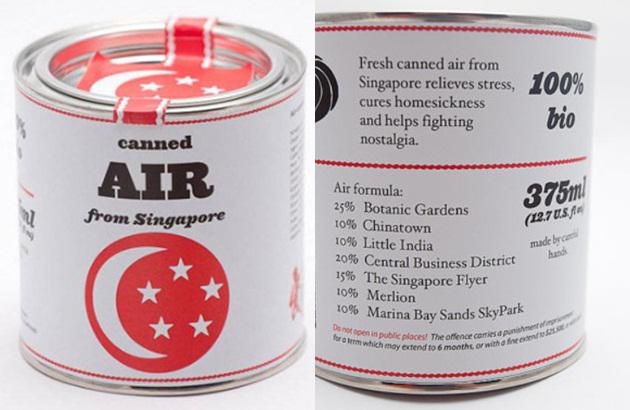 canned
AIR
from Singapore
Fresh canned air from
Singapore relieves stress,
cures homesickness
and helps fighting
nostalgia.
100%
bio
Air formula:
25% Botanic Gardens
10% Chinatown
10% Little India
20% Central Business District
15% The Singapore Flyer
10% Merlion
10% Marina Bay Sands SkyPark
375ml
(12.7 U.S. fl oz)
made by careful
hands.
Do not open in public places! The offence carries a punishment of imprisonment
for a term which may extend to 6 months, or with a fine extend to $25,500, or